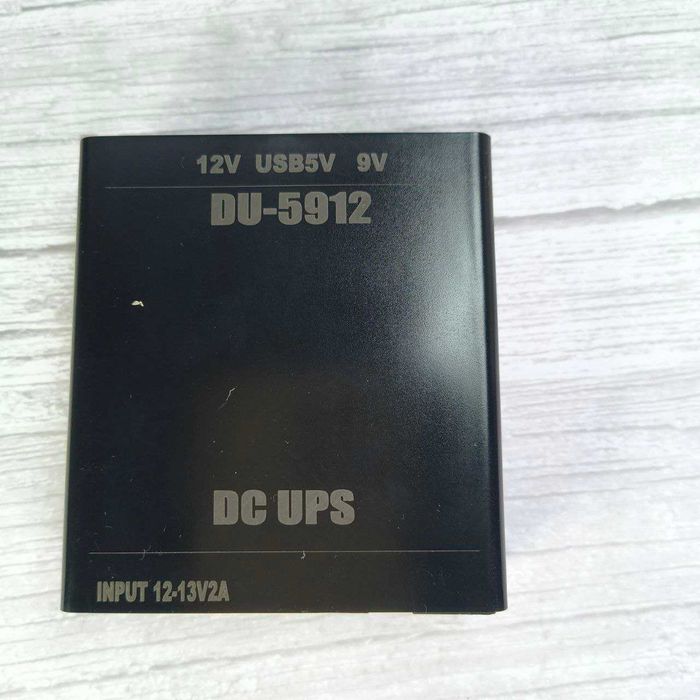 12V USB5V 9V
DU-5912
DC UPS
INPUT 12-13V2A